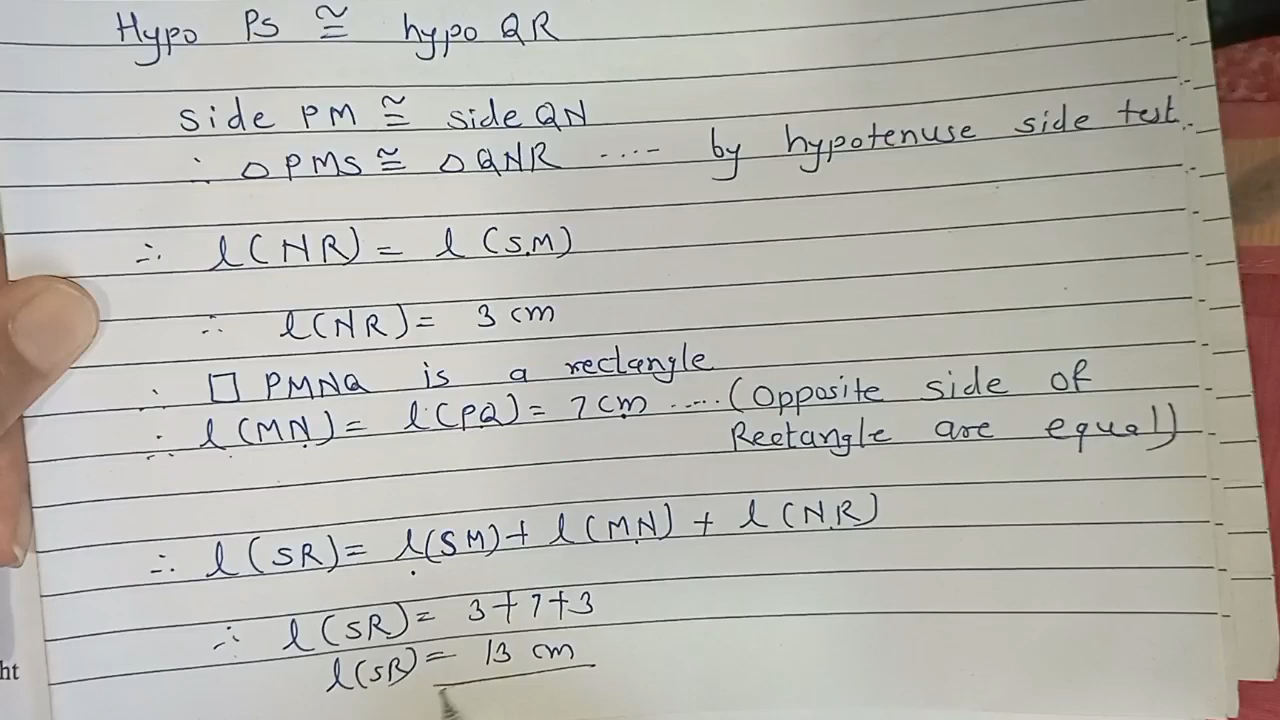 Hypo PS ≅ hypo QR
side PM ≅ side QN
∴ △PMS ≅ △QNR .... by hypotenuse side test.
∴ l(NR) = l(SM)
∴ l(NR) = 3 cm
∴ □ PMNQ is a rectangle
∴ l(MN) = l(PQ) = 7 cm .... (Opposite side of
Rectangle are equal)
∴ l(SR) = l(SM) + l(MN) + l(NR)
∴ l(SR) = 3+7+3
l(SR) = 13 cm
ht